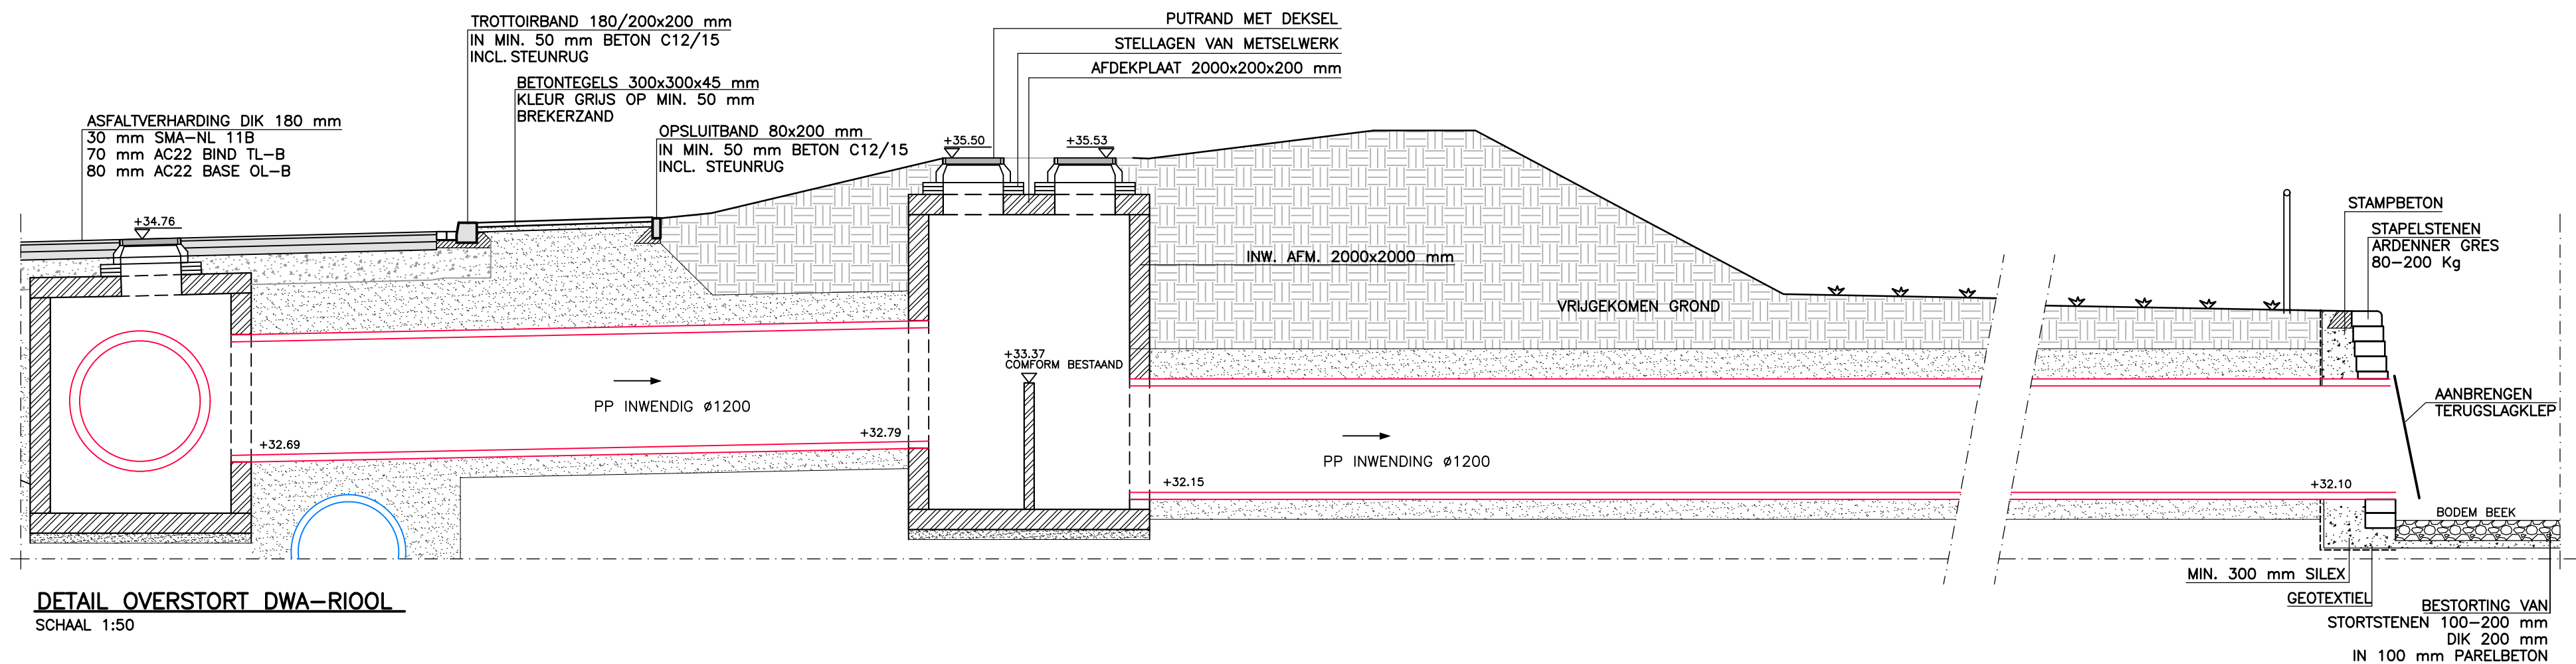 TROTTOIRBAND 180/200x200 mm
IN MIN. 50 mm BETON C12/15
INCL. STEUNRUG
BETONTEGELS 300x300x45 mm
KLEUR GRIJS OP MIN. 50 mm
BREKERZAND
ASFALTVERHARDING DIK 180 mm
30 mm SMA-NL 11B
70 mm AC22 BIND TL-B
80 mm AC22 BASE OL-B
OPSLUITBAND 80x200 mm
IN MIN. 50 mm BETON C12/15
INCL. STEUNRUG
PUTRAND MET DEKSEL
STELLAGEN VAN METSELWERK
AFDEKPLAAT 2000x200x200 mm
+34.76
+35.50
+35.53
INW. AFM. 2000x2000 mm
VRIJGEKOMEN GROND
STAMPBETON
STAPELSTENEN
ARDENNER GRES
80-200 Kg
+33.37
COMFORM BESTAAND
PP INWENDIG ø1200
+32.69
+32.79
PP INWENDING ø1200
+32.15
+32.10
AANBRENGEN
TERUGSLAGKLEP
BODEM BEEK
MIN. 300 mm SILEX
GEOTEXTIEL
BESTORTING VAN
STORTSTENEN 100-200 mm
DIK 200 mm
IN 100 mm PARELBETON
DETAIL OVERSTORT DWA-RIOOL
SCHAAL 1:50